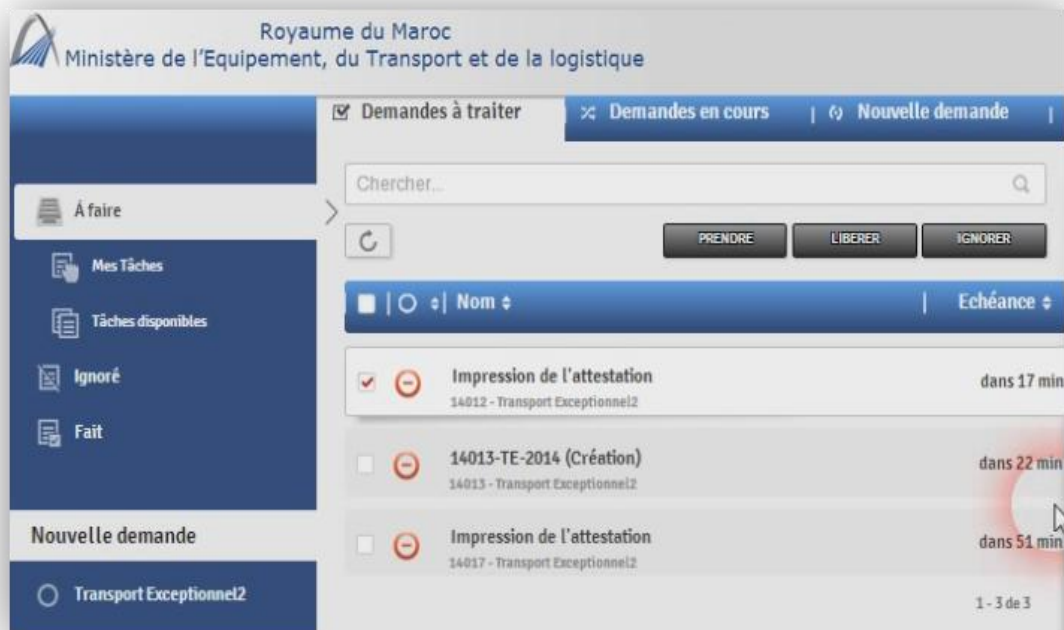 Royaume du Maroc
Ministère de l'Equipement, du Transport et de la logistique
Demandes à traiter | Demandes en cours | Nouvelle demande |
Chercher...
À faire
PRENDRE LIBERER IGNORER
Mes Tâches
Nom | Echéance
Tâches disponibles
Ignoré
Impression de l'attestation dans 17 min
14012 - Transport Exceptionnel2
Fait
14013-TE-2014 (Création) dans 22 min
14013 - Transport Exceptionnel2
Nouvelle demande
Impression de l'attestation dans 51 min
14017 - Transport Exceptionnel2
Transport Exceptionnel2
1 - 3 de 3